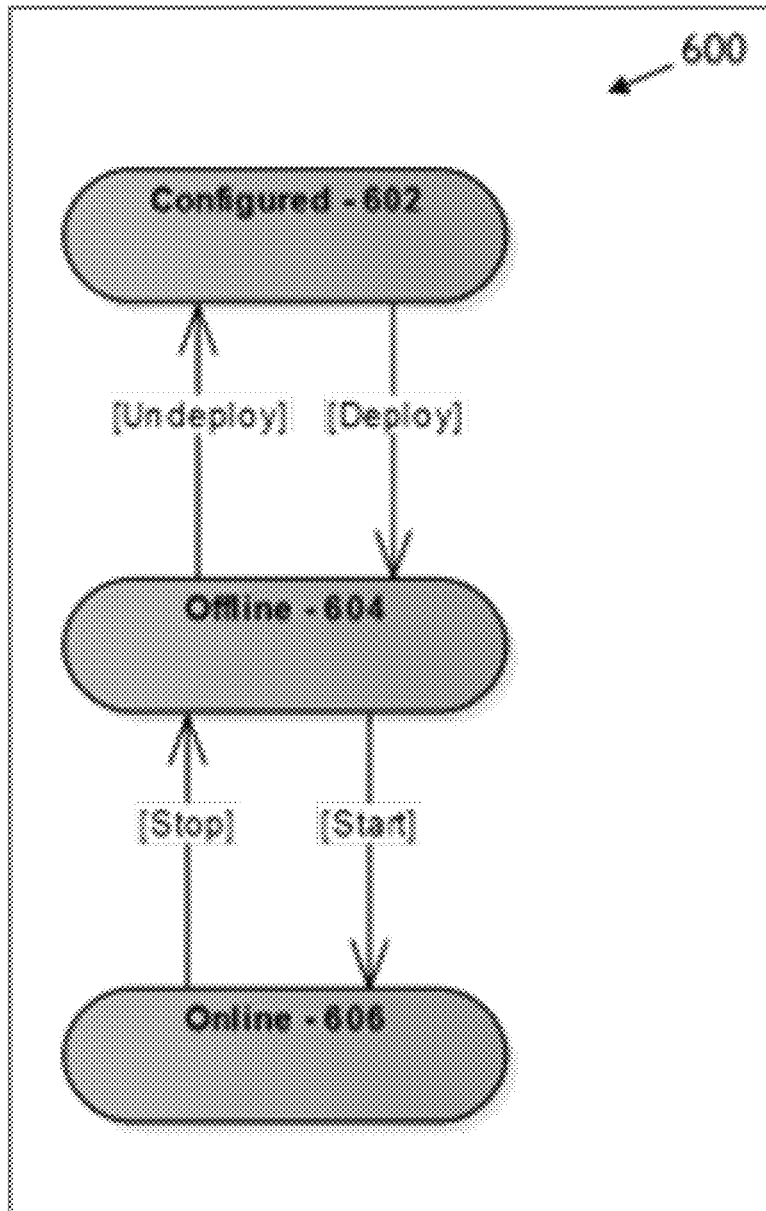 600
Configured - 602
[Undeploy] [Deploy]
Offline - 604
[Stop] [Start]
Online - 606